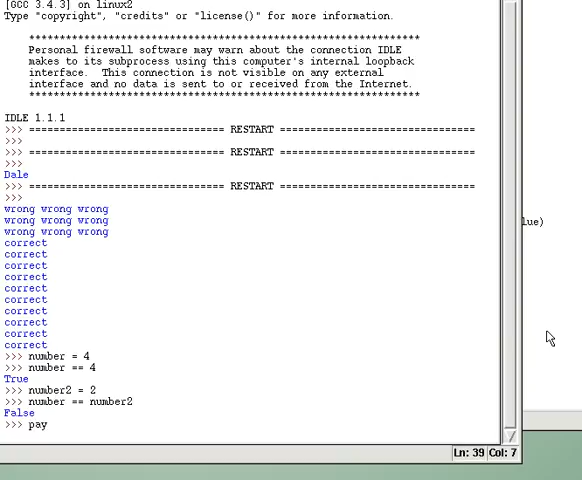 [GCC 3.4.3] on linux2
Type "copyright", "credits" or "license()" for more information.
****************************************************************
Personal firewall software may warn about the connection IDLE
makes to its subprocess using this computer's internal loopback
interface.  This connection is not visible on any external
interface and no data is sent to or received from the Internet.
****************************************************************
IDLE 1.1.1
>>> ================================ RESTART ================================
>>>
>>> ================================ RESTART ================================
>>>
Dale
>>> ================================ RESTART ================================
>>>
wrong wrong wrong
wrong wrong wrong
wrong wrong wrong
correct
correct
correct
correct
correct
correct
correct
correct
correct
correct
>>> number = 4
>>> number == 4
True
>>> number2 = 2
>>> number == number2
False
>>> pay
lue)
Ln: 39 Col: 7